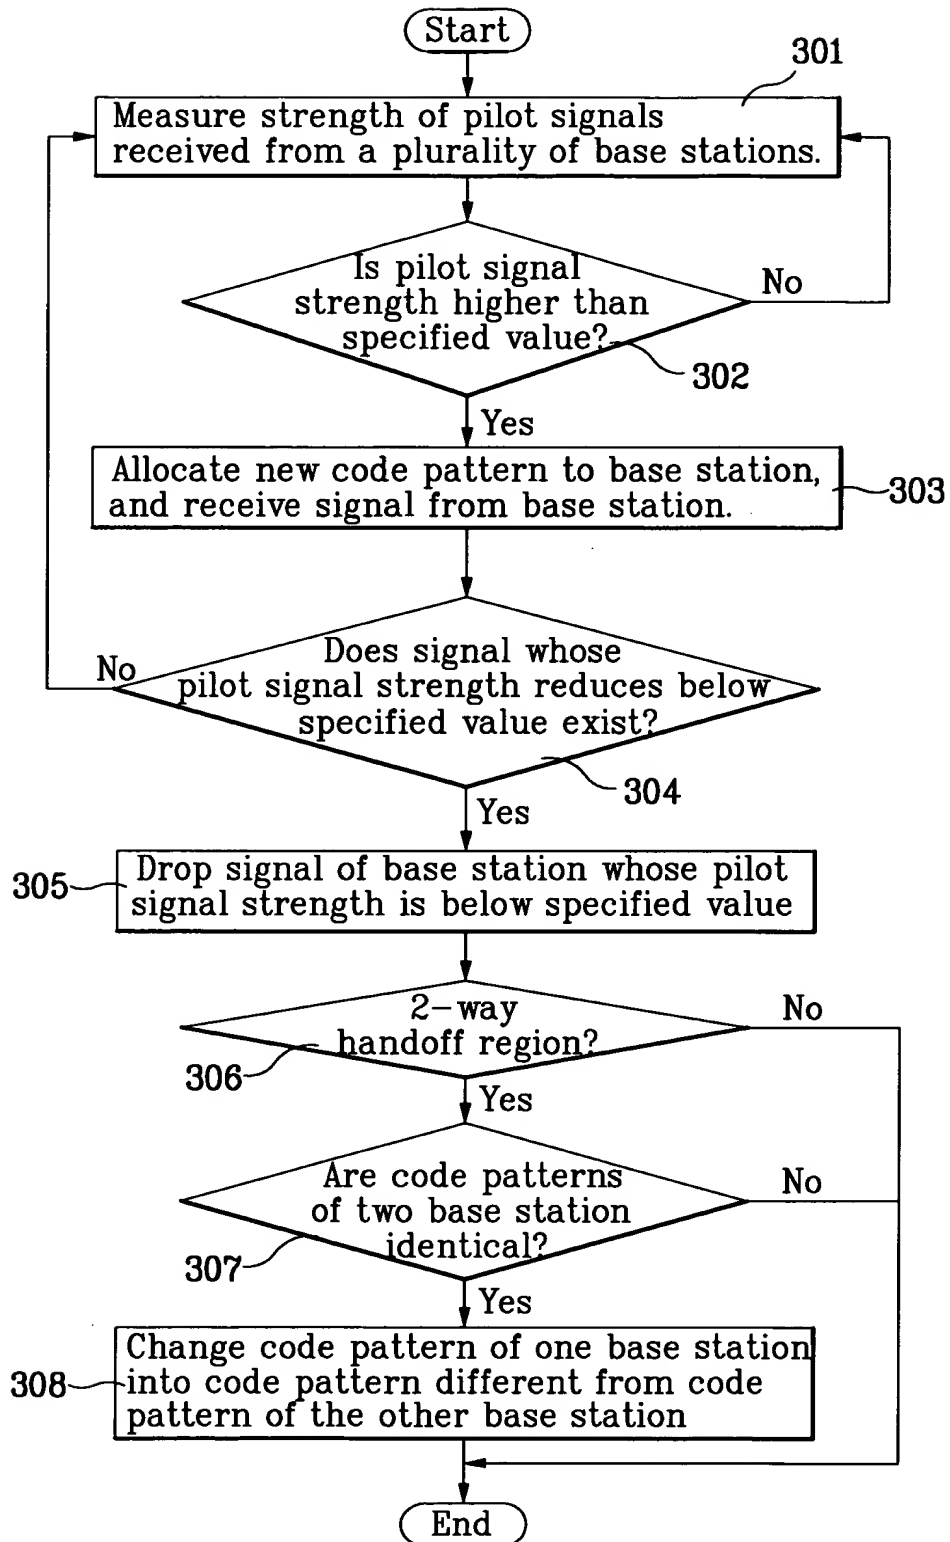 Start
301
Measure strength of pilot signals
received from a plurality of base stations.
Is pilot signal
strength higher than
specified value?
No
302
Yes
Allocate new code pattern to base station,
and receive signal from base station.
303
Does signal whose
No
pilot signal strength reduces below
specified value exist?
304
Yes
305
Drop signal of base station whose pilot
signal strength is below specified value
2-way
handoff region?
No
306
Yes
Are code patterns
of two base station
identical?
No
307
Yes
308
Change code pattern of one base station
into code pattern different from code
pattern of the other base station
End